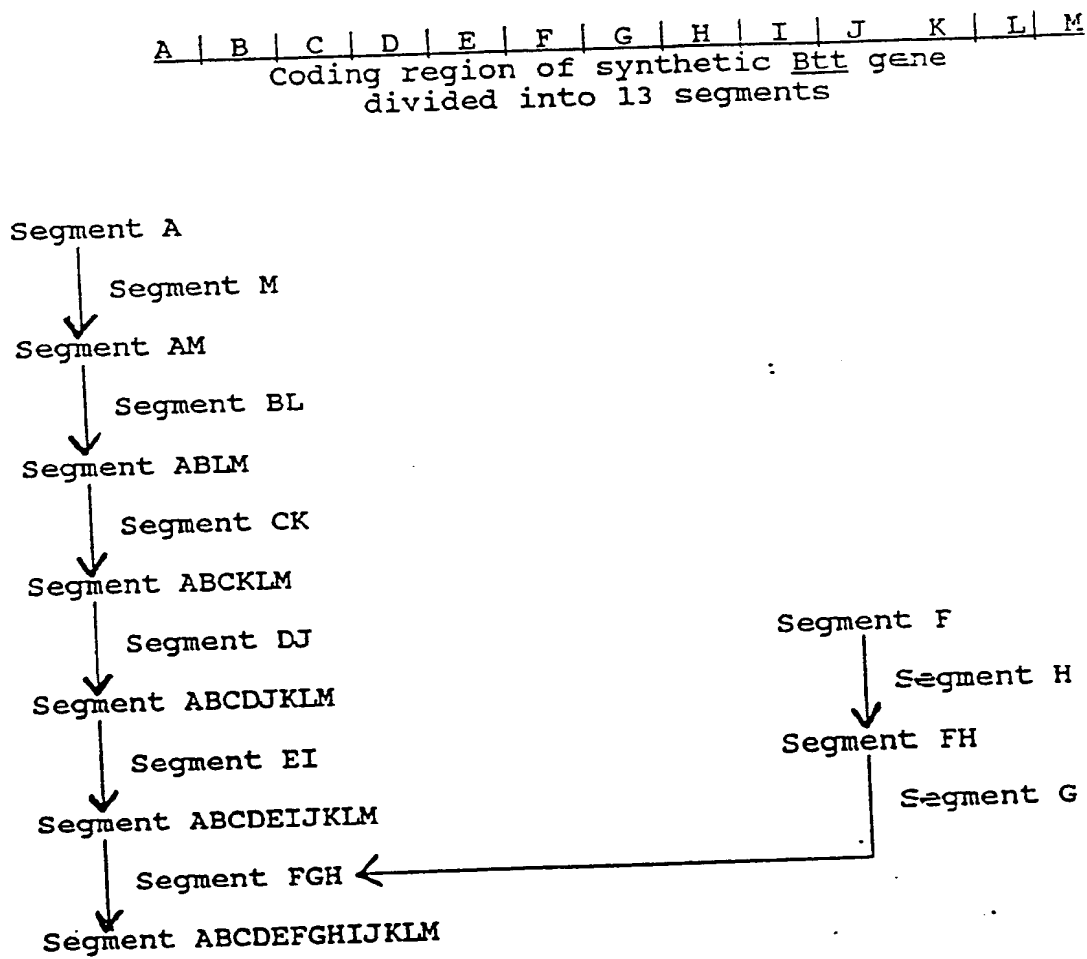 A | B | C | D | E | F | G | H | I | J K | L | M
Coding region of synthetic Btt gene
divided into 13 segments
Segment A
Segment M
Segment AM
Segment BL
Segment ABLM
Segment CK
Segment ABCKLM
Segment DJ
Segment ABCDJKLM
Segment EI
Segment ABCDEIJKLM
Segment FGH
Segment ABCDEFGHIJKLM
Segment F
Segment H
Segment FH
Segment G